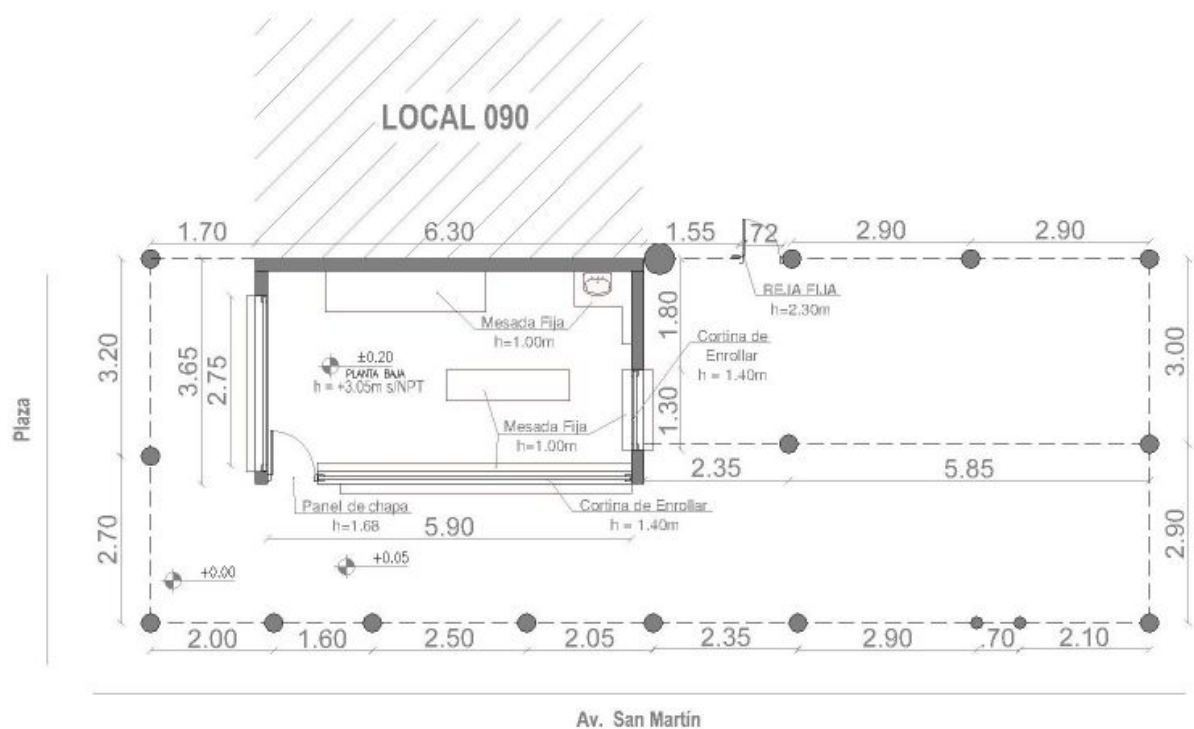 LOCAL 090
1.70
6.30
1.55
.72
2.90
2.90
REJA FIJA
h=2.30m
Mesada Fija
h=1.00m
1.80
Cortina de
Enrollar
h = 1.40m
3.20
3.65
2.75
±0.20
PLANTA BAJA
h = +3.05m s/NPT
3.00
Plaza
1.30
Mesada Fija
h=1.00m
2.35
5.85
Panel de chapa
h=1.68
5.90
Cortina de Enrollar
h = 1.40m
2.70
+0.00
+0.05
2.90
2.00
1.60
2.50
2.05
2.35
2.90
.70
2.10
Av. San Martín